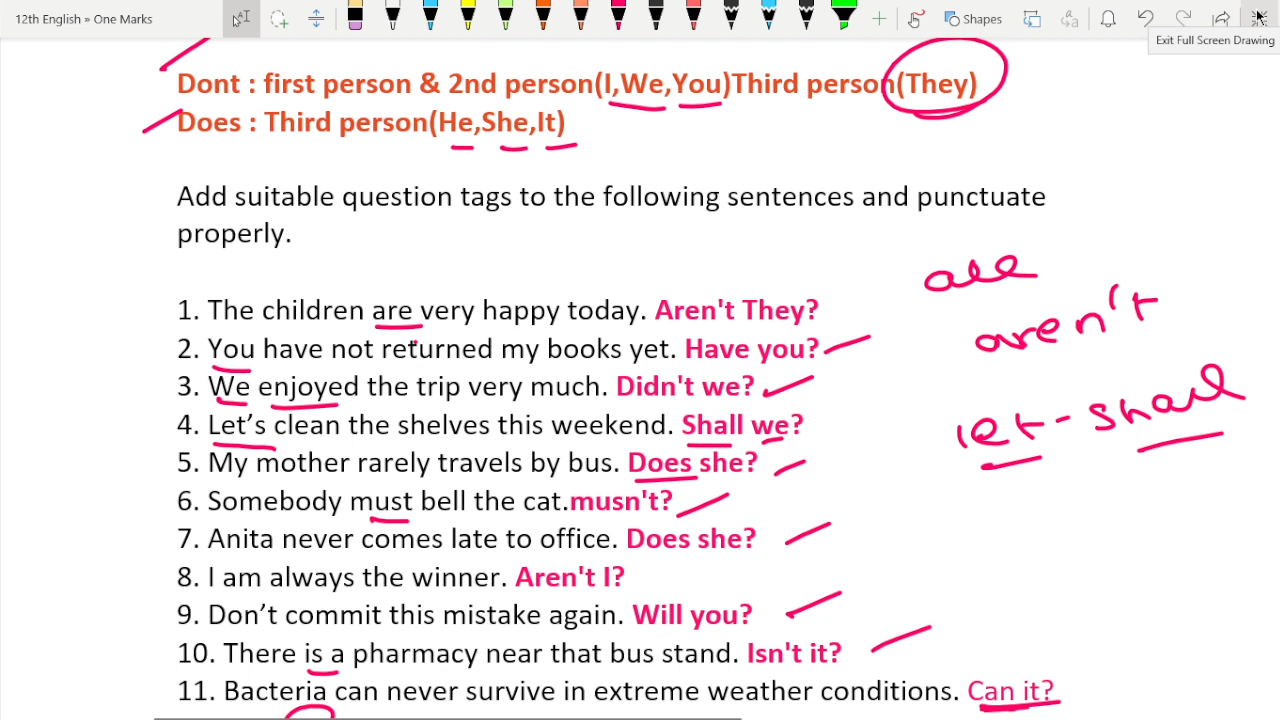 12th English » One Marks
Shapes
Exit Full Screen Drawing
Dont : first person & 2nd person(I,We,You)Third person(They)
Does : Third person(He,She,It)
Add suitable question tags to the following sentences and punctuate
properly.
are
1. The children are very happy today. Aren't They?
aren't
2. You have not returned my books yet. Have you?
3. We enjoyed the trip very much. Didn't we?
let - shall
4. Let’s clean the shelves this weekend. Shall we?
5. My mother rarely travels by bus. Does she?
6. Somebody must bell the cat.musn't?
7. Anita never comes late to office. Does she?
8. I am always the winner. Aren't I?
9. Don’t commit this mistake again. Will you?
10. There is a pharmacy near that bus stand. Isn't it?
11. Bacteria can never survive in extreme weather conditions. Can it?